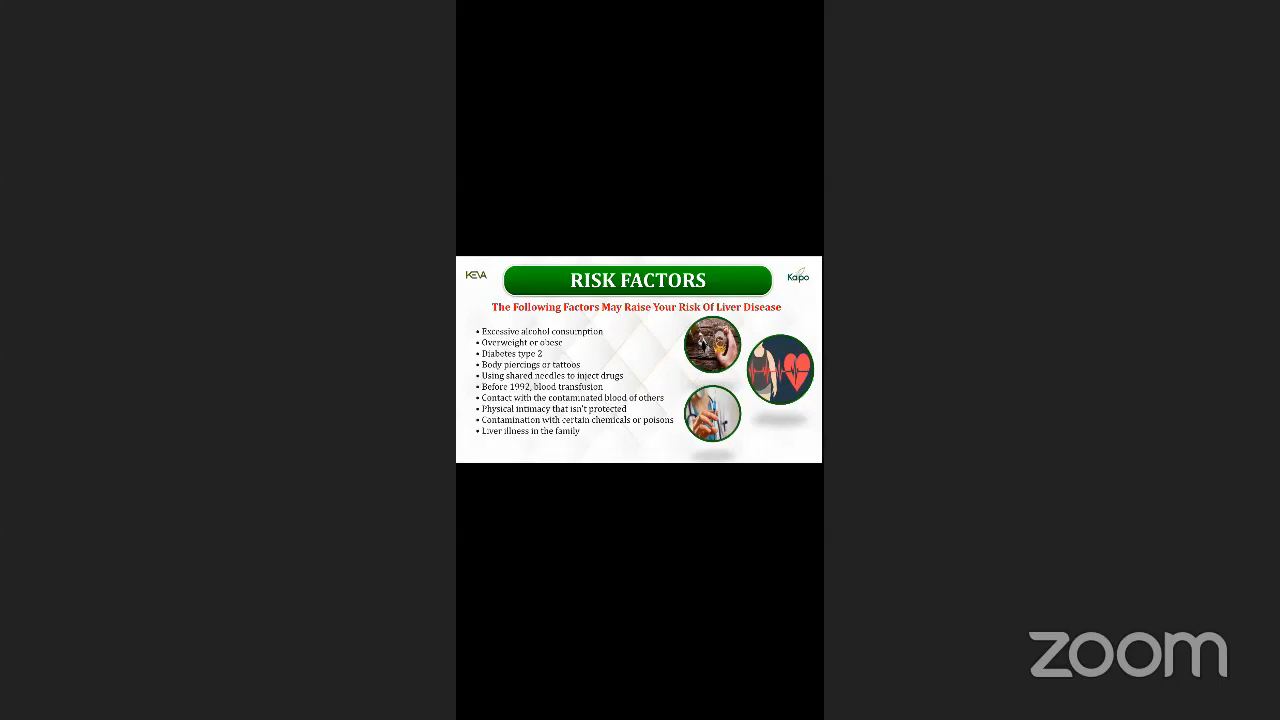 KEVA
RISK FACTORS
Kaipo
The Following Factors May Raise Your Risk Of Liver Disease
• Excessive alcohol consumption
• Overweight or obese
• Diabetes type 2
• Body piercings or tattoos
• Using shared needles to inject drugs
• Before 1992, blood transfusion
• Contact with the contaminated blood of others
• Physical intimacy that isn't protected
• Contamination with certain chemicals or poisons
• Liver illness in the family
zoom